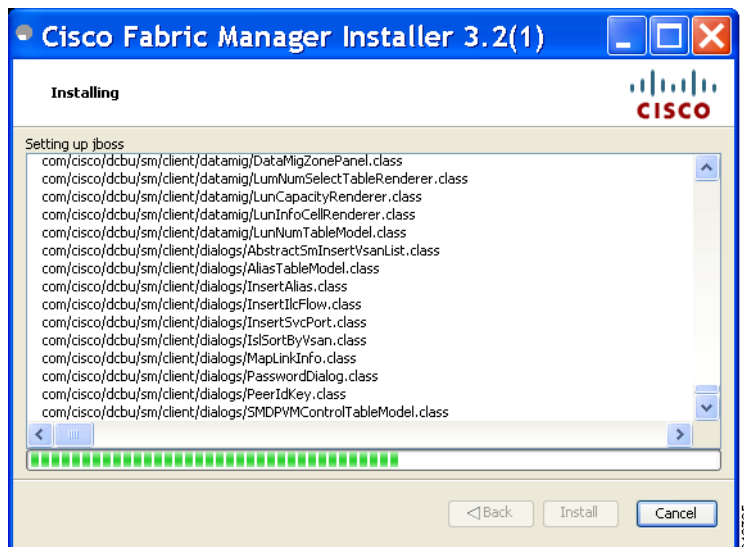 Cisco Fabric Manager Installer 3.2(1)
Installing
CISCO
Setting up jboss
com/cisco/dcbu/sm/client/datamig/DataMigZonePanel.class
com/cisco/dcbu/sm/client/datamig/LumNumSelectTableRenderer.class
com/cisco/dcbu/sm/client/datamig/LunCapacityRenderer.class
com/cisco/dcbu/sm/client/datamig/LunInfoCellRenderer.class
com/cisco/dcbu/sm/client/datamig/LunNumTableModel.class
com/cisco/dcbu/sm/client/dialogs/AbstractSmInsertVsanList.class
com/cisco/dcbu/sm/client/dialogs/AliasTableModel.class
com/cisco/dcbu/sm/client/dialogs/InsertAlias.class
com/cisco/dcbu/sm/client/dialogs/InsertIlcFlow.class
com/cisco/dcbu/sm/client/dialogs/InsertSvcPort.class
com/cisco/dcbu/sm/client/dialogs/IslSortByVsan.class
com/cisco/dcbu/sm/client/dialogs/MapLinkInfo.class
com/cisco/dcbu/sm/client/dialogs/PasswordDialog.class
com/cisco/dcbu/sm/client/dialogs/PeerIdKey.class
com/cisco/dcbu/sm/client/dialogs/SMDPVMControlTableModel.class
Back Install Cancel